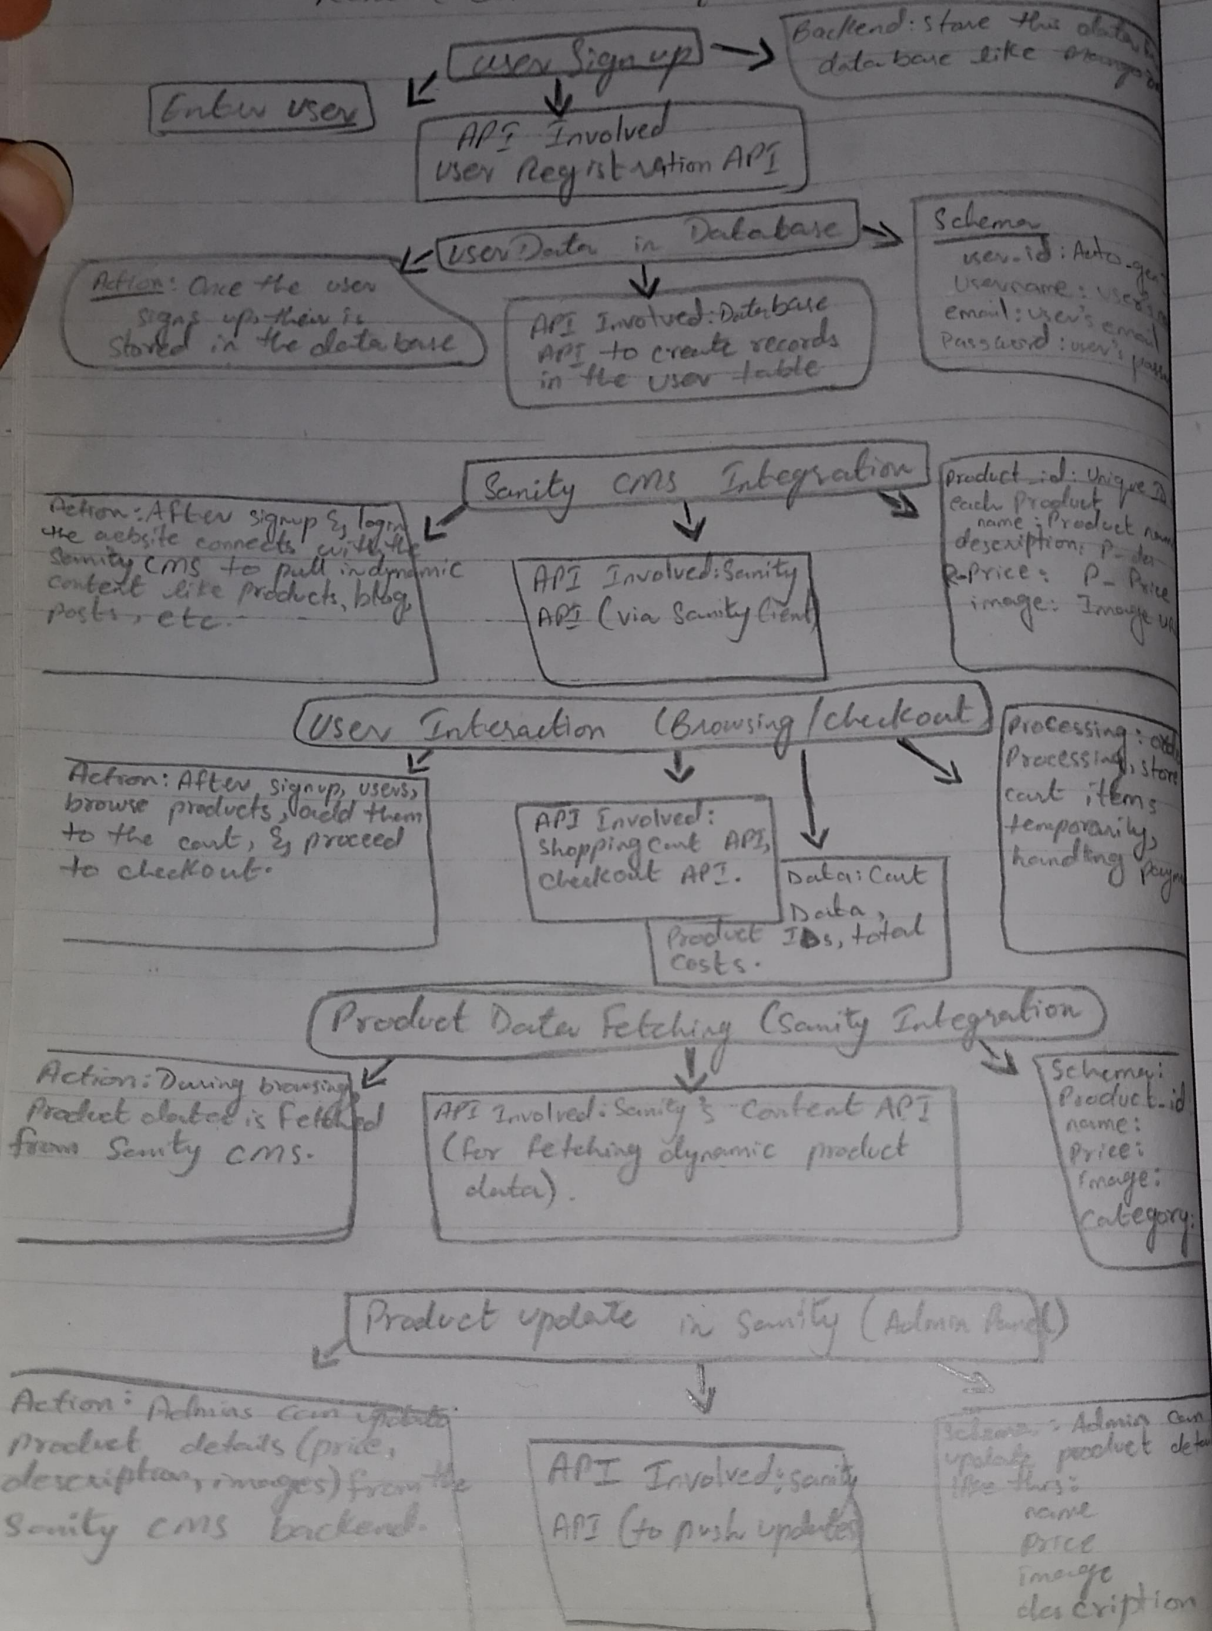 User Sign up
Backend: store this data in
database like
Enter user
API Involved
User Registration API
User Data in Database
Action: Once the user
signs up, their is
stored in the database
API Involved: Database
API to create records
in the user table
Schema
user_id: Auto-gen
Username: user's
email: user's email
Password: user's passw
Sanity CMS Integration
Action: After signup & login
the website connects with the
Sanity CMS to pull in dynamic
content like products, blog,
posts, etc.
API Involved: Sanity
API (via Sanity Client)
Product_id: Unique ID
each Product
name: Product name
description: P-des
P-Price: P-Price
image: Image
User Interaction (Browsing/checkout)
Action: After signup, users,
browse products, add them
to the cart, & proceed
to checkout.
API Involved:
Shopping Cart API,
checkout API.
Data: Cart
Data,
Product IDs, total
Costs.
Processing:
Processing, store
cart items
temporarily,
handling
Product Data Fetching (Sanity Integration
Action: During browsing,
Product data is Fetched
from Sanity CMS.
API Involved: Sanity's Content API
(for fetching dynamic product
data).
Schema:
Product_id
name:
Price:
Image:
Category:
Product update in Sanity (Admin Panel)
Action: Admins can update
Product details (price,
description, images) from the
Sanity CMS backend.
API Involved: sanity
API (to push updates)
Schema: Admin can
update product
like this:
name
price
image
description